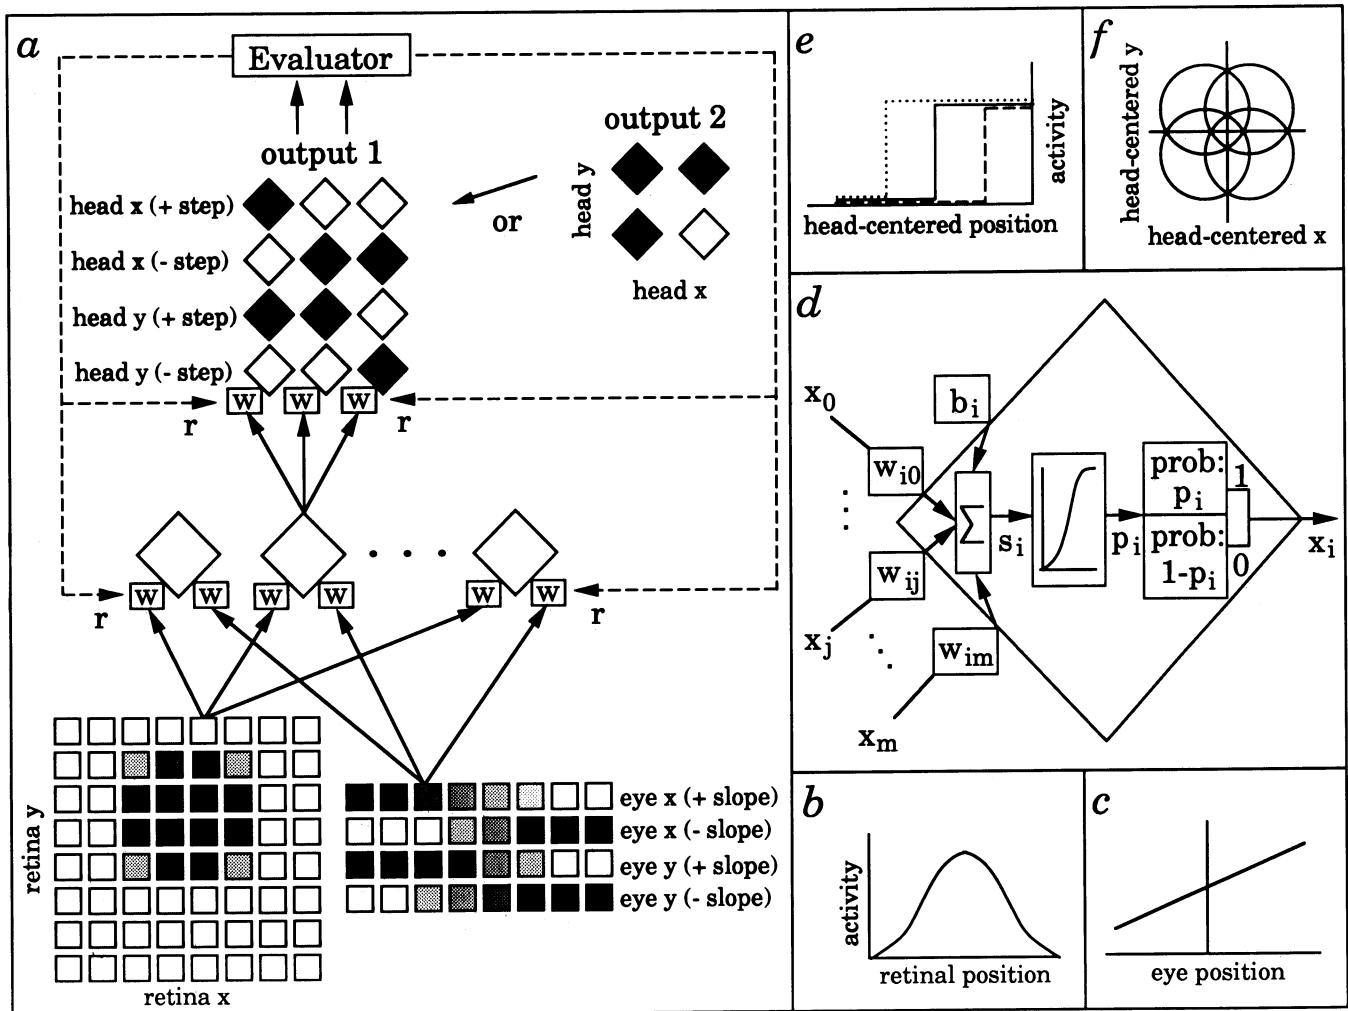 a
Evaluator
output 1
head x (+ step)
head x (- step)
head y (+ step)
head y (- step)
or
output 2
head y
head x
w w w
r r
w w w w w w
r r
retina y
retina x
eye x (+ slope)
eye x (- slope)
eye y (+ slope)
eye y (- slope)
e
activity
head-centered position
f
head-centered y
head-centered x
d
x0
bi
wi0
Σ
si
pi
prob:
pi
1
prob:
1-pi
0
xi
wij
xj
wim
xm
b
activity
retinal position
c
eye position